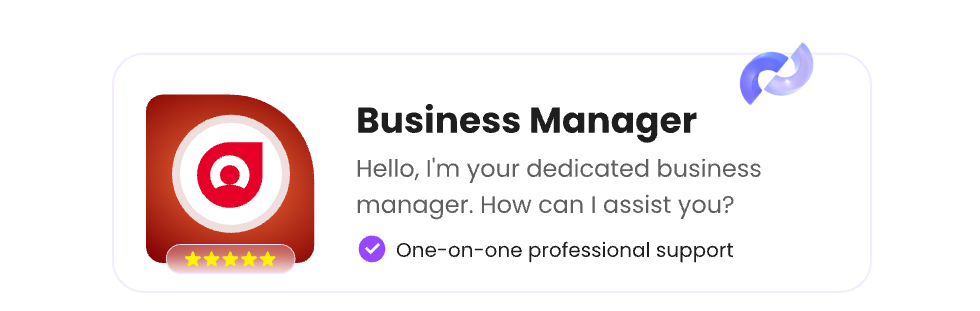 Business Manager
Hello, I'm your dedicated business
manager. How can I assist you?
One-on-one professional support